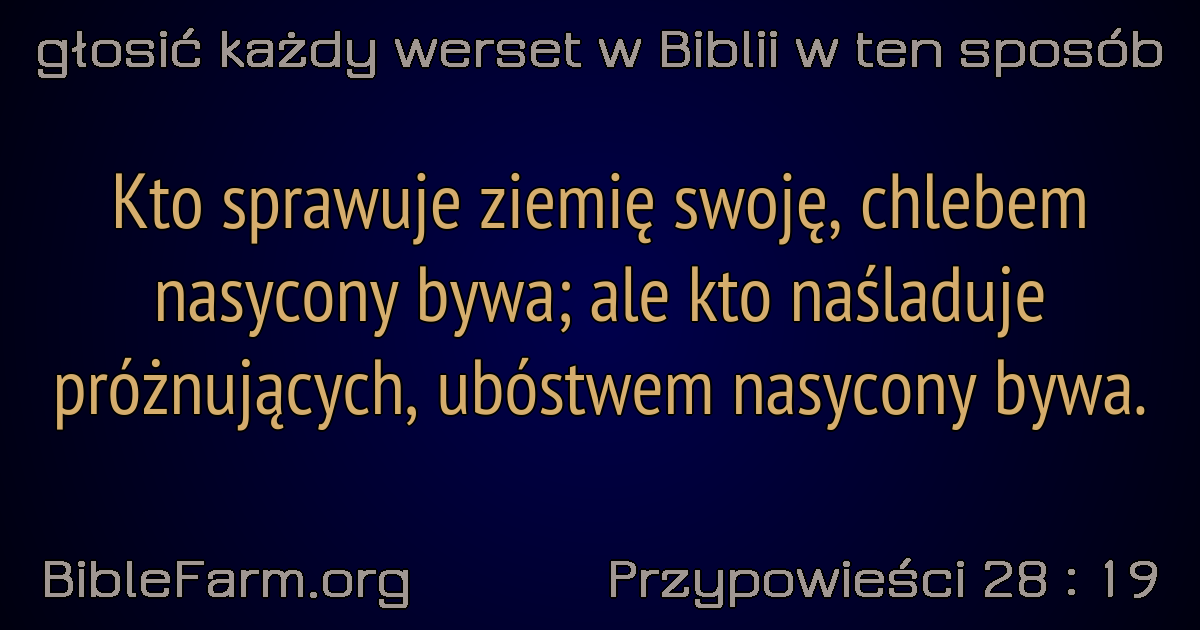 głosić każdy werset w Biblii w ten sposób
Kto sprawuje ziemię swoję, chlebem
nasycony bywa; ale kto naśladuje
próżnujących, ubóstwem nasycony bywa.
BibleFarm.org
Przypowieści 28 : 19